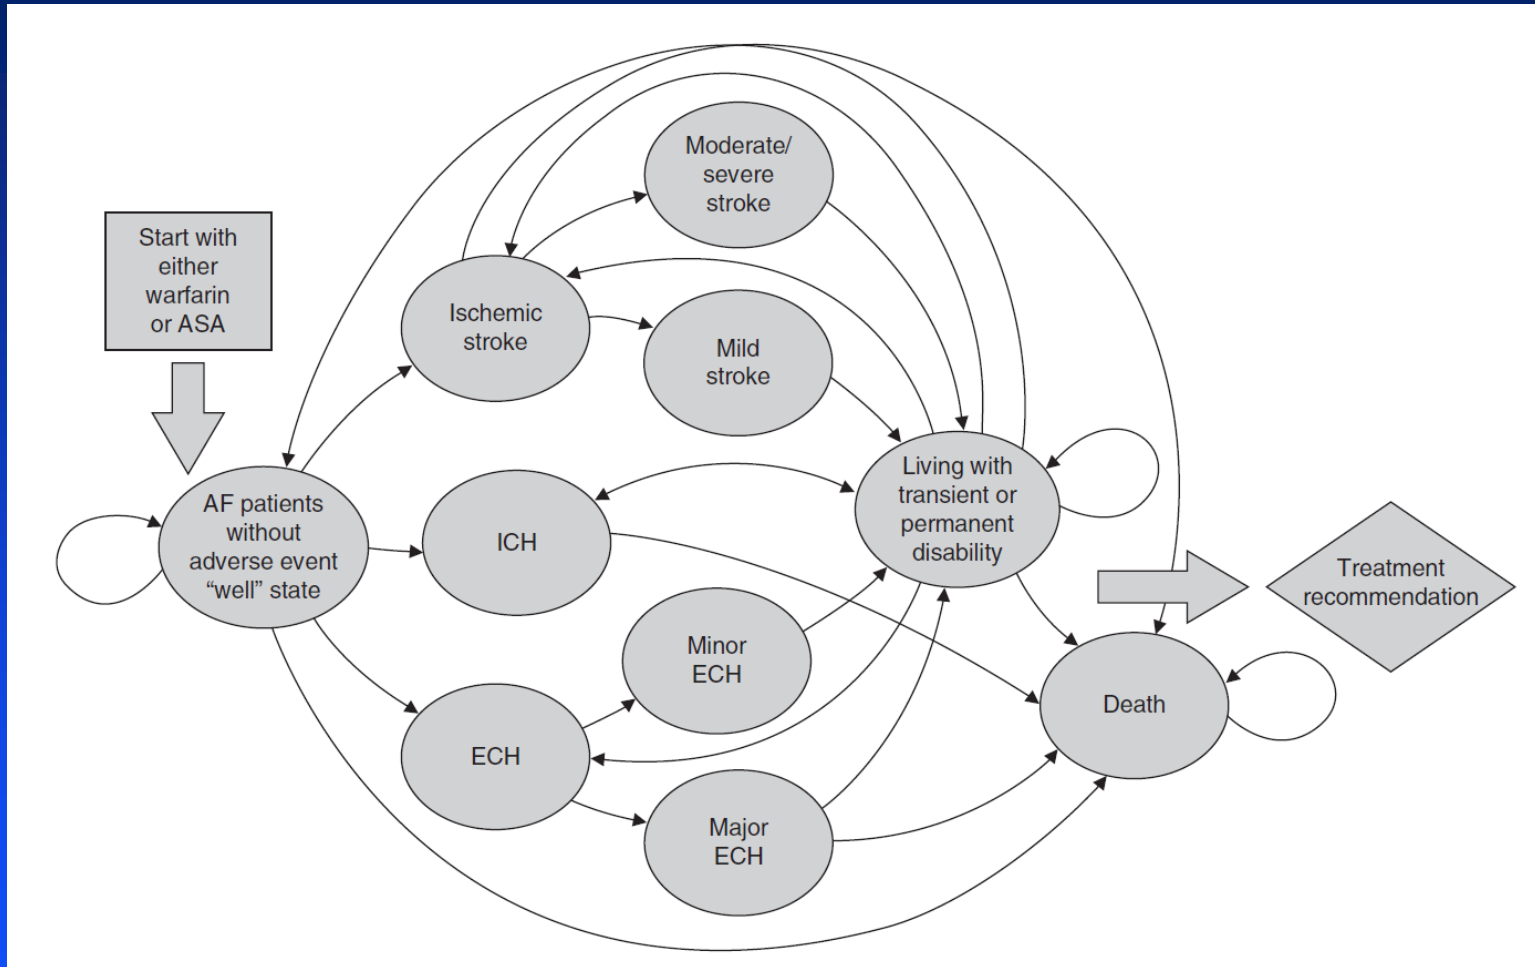 Start with
either
warfarin
or ASA
AF patients
without
adverse event
“well” state
Ischemic
stroke
Moderate/
severe
stroke
Mild
stroke
ICH
ECH
Minor
ECH
Major
ECH
Living with
transient or
permanent
disability
Death
Treatment
recommendation